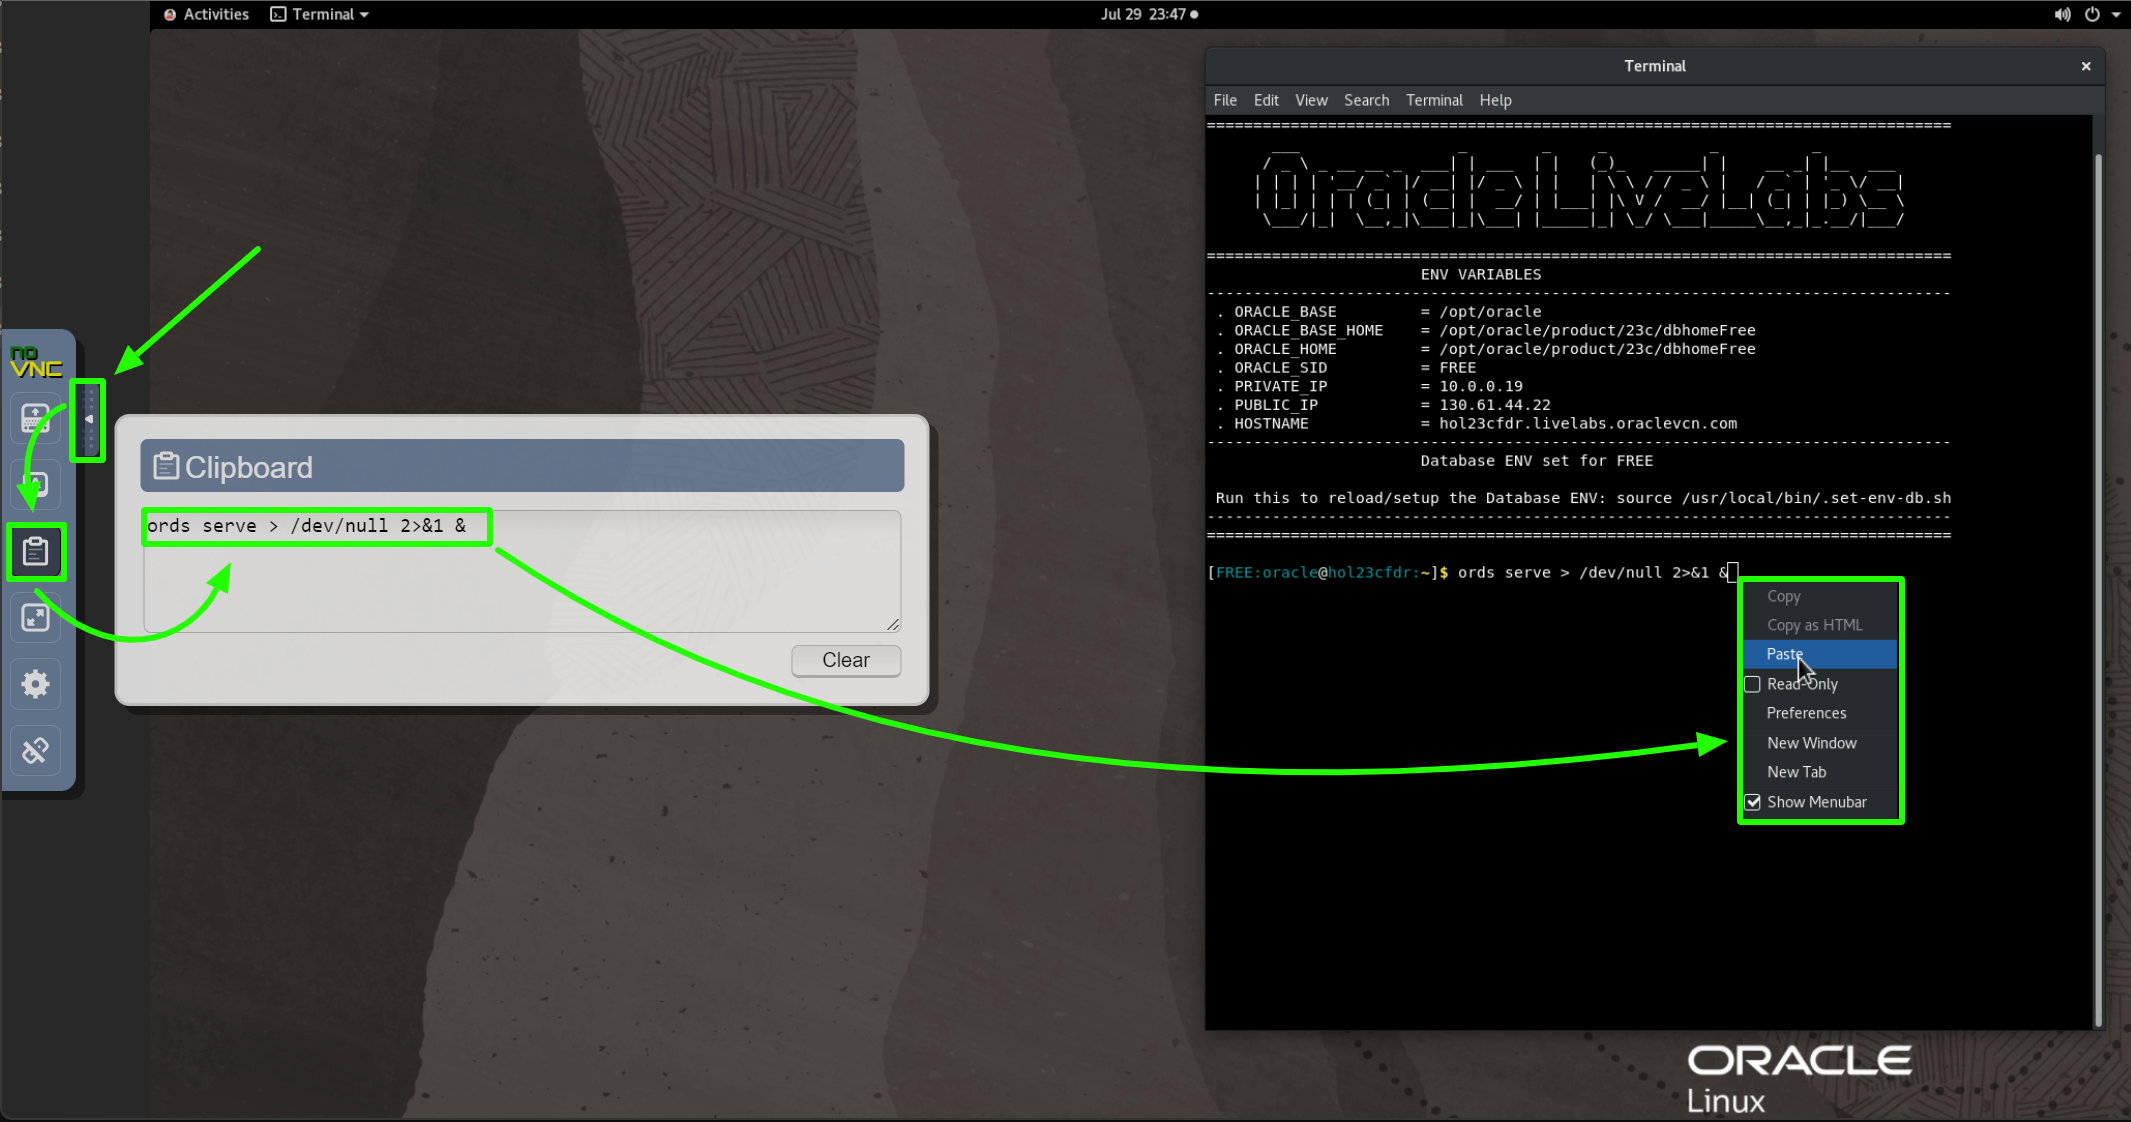 Activities
Terminal
Jul 29 23:47
no
VNC
Clipboard
ords serve > /dev/null 2>&1 &
Clear
Terminal
File Edit View Search Terminal Help
================================================================================
Oracle LiveLabs
================================================================================
ENV VARIABLES
--------------------------------------------------------------------------------
. ORACLE_BASE = /opt/oracle
. ORACLE_BASE_HOME = /opt/oracle/product/23c/dbhomeFree
. ORACLE_HOME = /opt/oracle/product/23c/dbhomeFree
. ORACLE_SID = FREE
. PRIVATE_IP = 10.0.0.19
. PUBLIC_IP = 130.61.44.22
. HOSTNAME = hol23cfdr.livelabs.oraclevcn.com
--------------------------------------------------------------------------------
Database ENV set for FREE
Run this to reload/setup the Database ENV: source /usr/local/bin/.set-env-db.sh
--------------------------------------------------------------------------------
================================================================================
[FREE:oracle@hol23cfdr:~]$ ords serve > /dev/null 2>&1 &
Copy
Copy as HTML
Paste
Read-Only
Preferences
New Window
New Tab
Show Menubar
ORACLE
Linux